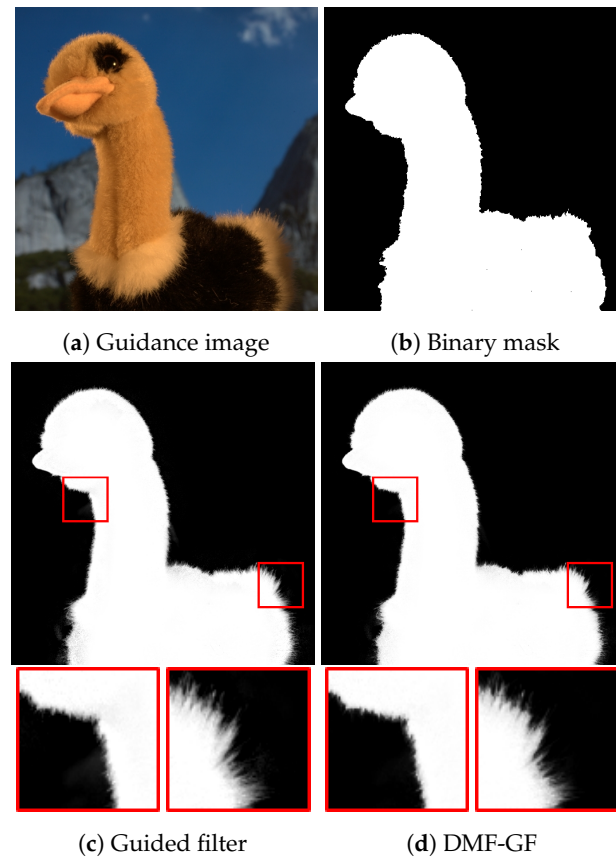 (a) Guidance image
(b) Binary mask
(c) Guided filter
(d) DMF-GF